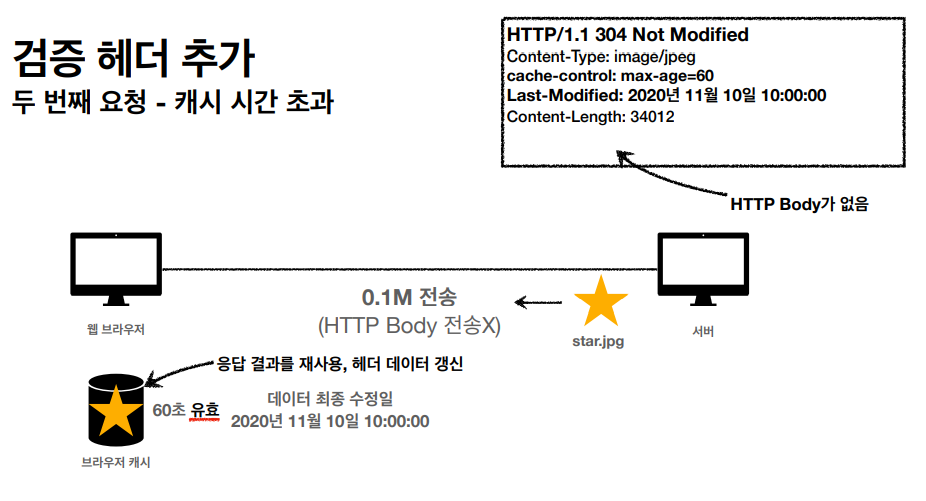 검증 헤더 추가
두 번째 요청 - 캐시 시간 초과
HTTP/1.1 304 Not Modified
Content-Type: image/jpeg
cache-control: max-age=60
Last-Modified: 2020년 11월 10일 10:00:00
Content-Length: 34012
HTTP Body가 없음
0.1M 전송
(HTTP Body 전송X)
star.jpg
웹 브라우저
서버
응답 결과를 재사용, 헤더 데이터 갱신
60초 유효
데이터 최종 수정일
2020년 11월 10일 10:00:00
브라우저 캐시